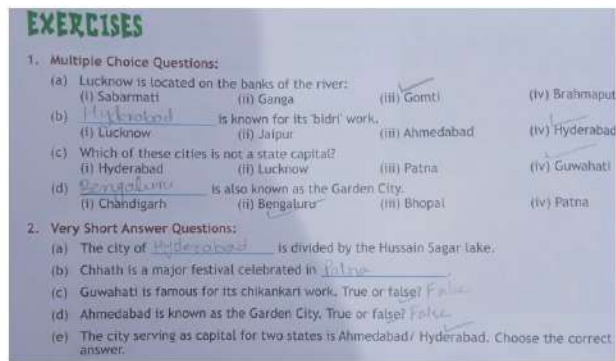 EXERCISES
1. Multiple Choice Questions:
(a) Lucknow is located on the banks of the river:
(i) Sabarmati (ii) Ganga (iii) Gomti (iv) Brahmaput
(b) Hyderabad is known for its 'bidri' work.
(i) Lucknow (ii) Jaipur (iii) Ahmedabad (iv) Hyderabad
(c) Which of these cities is not a state capital?
(i) Hyderabad (ii) Lucknow (iii) Patna (iv) Guwahati
(d) Bengaluru is also known as the Garden City.
(i) Chandigarh (ii) Bengaluru (iii) Bhopal (iv) Patna
2. Very Short Answer Questions:
(a) The city of Hyderabad is divided by the Hussain Sagar lake.
(b) Chhath is a major festival celebrated in Patna.
(c) Guwahati is famous for its chikankari work. True or false? False
(d) Ahmedabad is known as the Garden City. True or false? False
(e) The city serving as capital for two states is Ahmedabad/ Hyderabad. Choose the correct
answer.